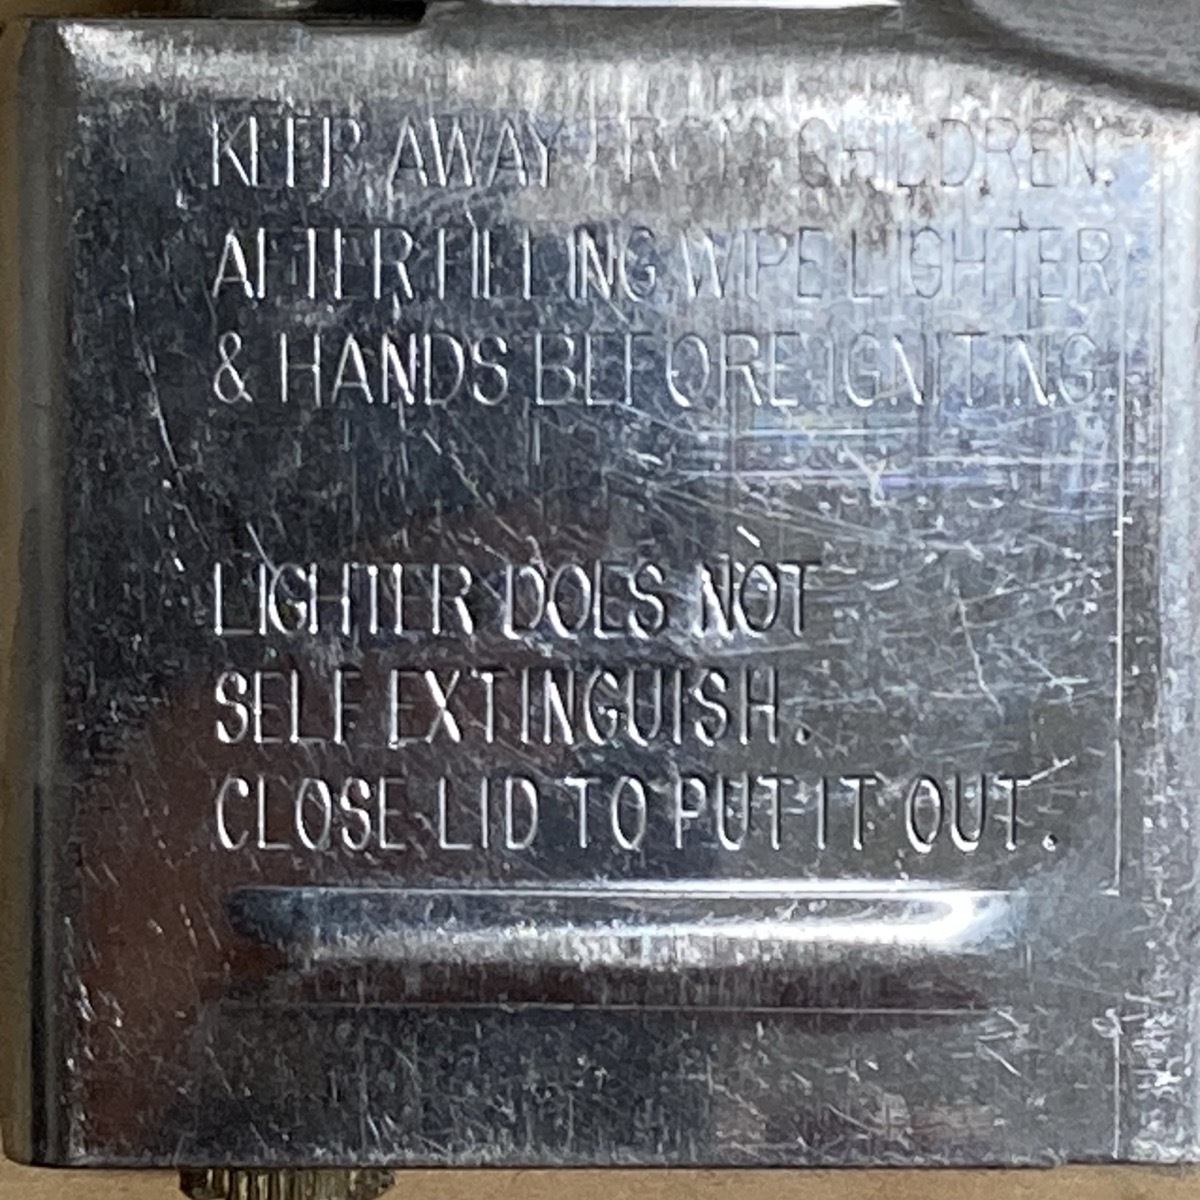 KEEP AWAY FROM CHILDREN.
AFTER FILLING, WIPE LIGHTER
& HANDS BEFORE IGNITING.
LIGHTER DOES NOT
SELF EXTINGUISH.
CLOSE LID TO PUT IT OUT.